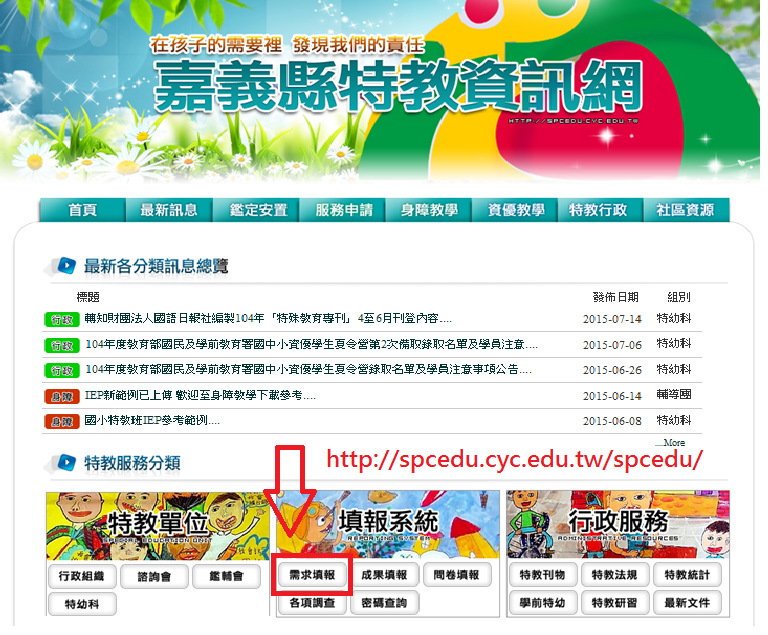 在孩子的需要裡 發現我們的責任
嘉義縣特教資訊網
HTTP://SPCEDU.CYC.EDU.TW
首頁 最新訊息 鑑定安置 服務申請 身障教學 資優教學 特教行政 社區資源
最新各分類訊息總覽
標題 發佈日期 組別
行政 轉知財團法人國語日報社編製104年「特殊教育專刊」 4至6月刊登內容.... 2015-07-14 特幼科
行政 104年度教育部國民及學前教育署國中小資優學生夏令營第2次備取錄取名單及學員注意.... 2015-07-06 特幼科
行政 104年度教育部國民及學前教育署國中小資優學生夏令營錄取名單及學員注意事項公告.... 2015-06-26 特幼科
身障 IEP新範例已上傳 歡迎至身障教學下載參考.... 2015-06-14 輔導團
身障 國小特教班IEP參考範例.... 2015-06-08 特幼科
....More
特教服務分類
http://spcedu.cyc.edu.tw/spcedu/
特教單位 填報系統 行政服務
SPECIAL EDUCATION UNIT REPORTING SYSTEM ADMINISTRATIVE RESOURCES
行政組織 諮詢會 鑑輔會 需求填報 成果填報 問卷填報 特教刊物 特教法規 特教統計
特幼科 各項調查 密碼查詢 學前特幼 特教研習 最新文件